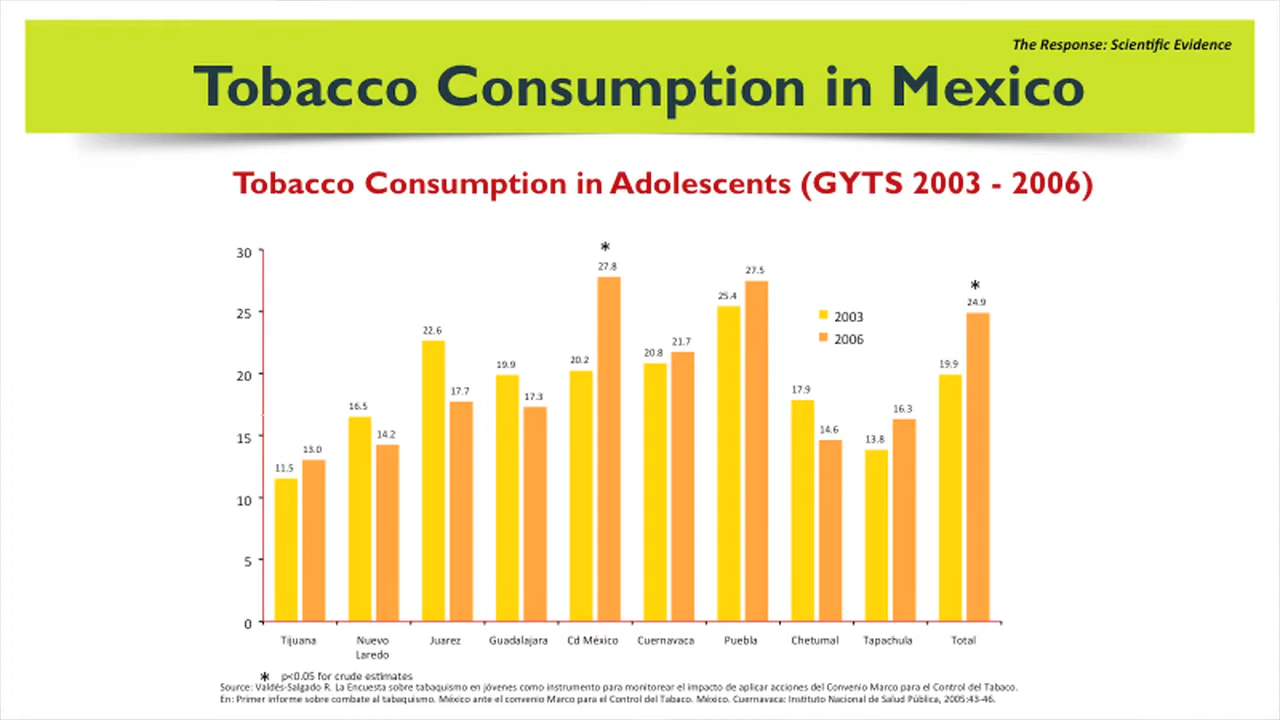 The Response: Scientific Evidence
Tobacco Consumption in Mexico
Tobacco Consumption in Adolescents (GYTS 2003 - 2006)
30
25
20
15
10
5
0
11.5
13.0
16.5
14.2
22.6
17.7
19.9
17.3
20.2
*
27.8
20.8
21.7
25.4
27.5
17.9
14.6
13.8
16.3
19.9
*
24.9
2003
2006
Tijuana
Nuevo
Laredo
Juarez
Guadalajara
Cd México
Cuernavaca
Puebla
Chetumal
Tapachula
Total
* p<0.05 for crude estimates
Source: Valdés-Salgado R. La Encuesta sobre tabaquismo en jóvenes como instrumento para monitorear el impacto de aplicar acciones del Convenio Marco para el Control del Tabaco.
En: Primer informe sobre combate al tabaquismo. México ante el convenio Marco para el Control del Tabaco. México. Cuernavaca: Instituto Nacional de Salud Pública, 2005:43-46.